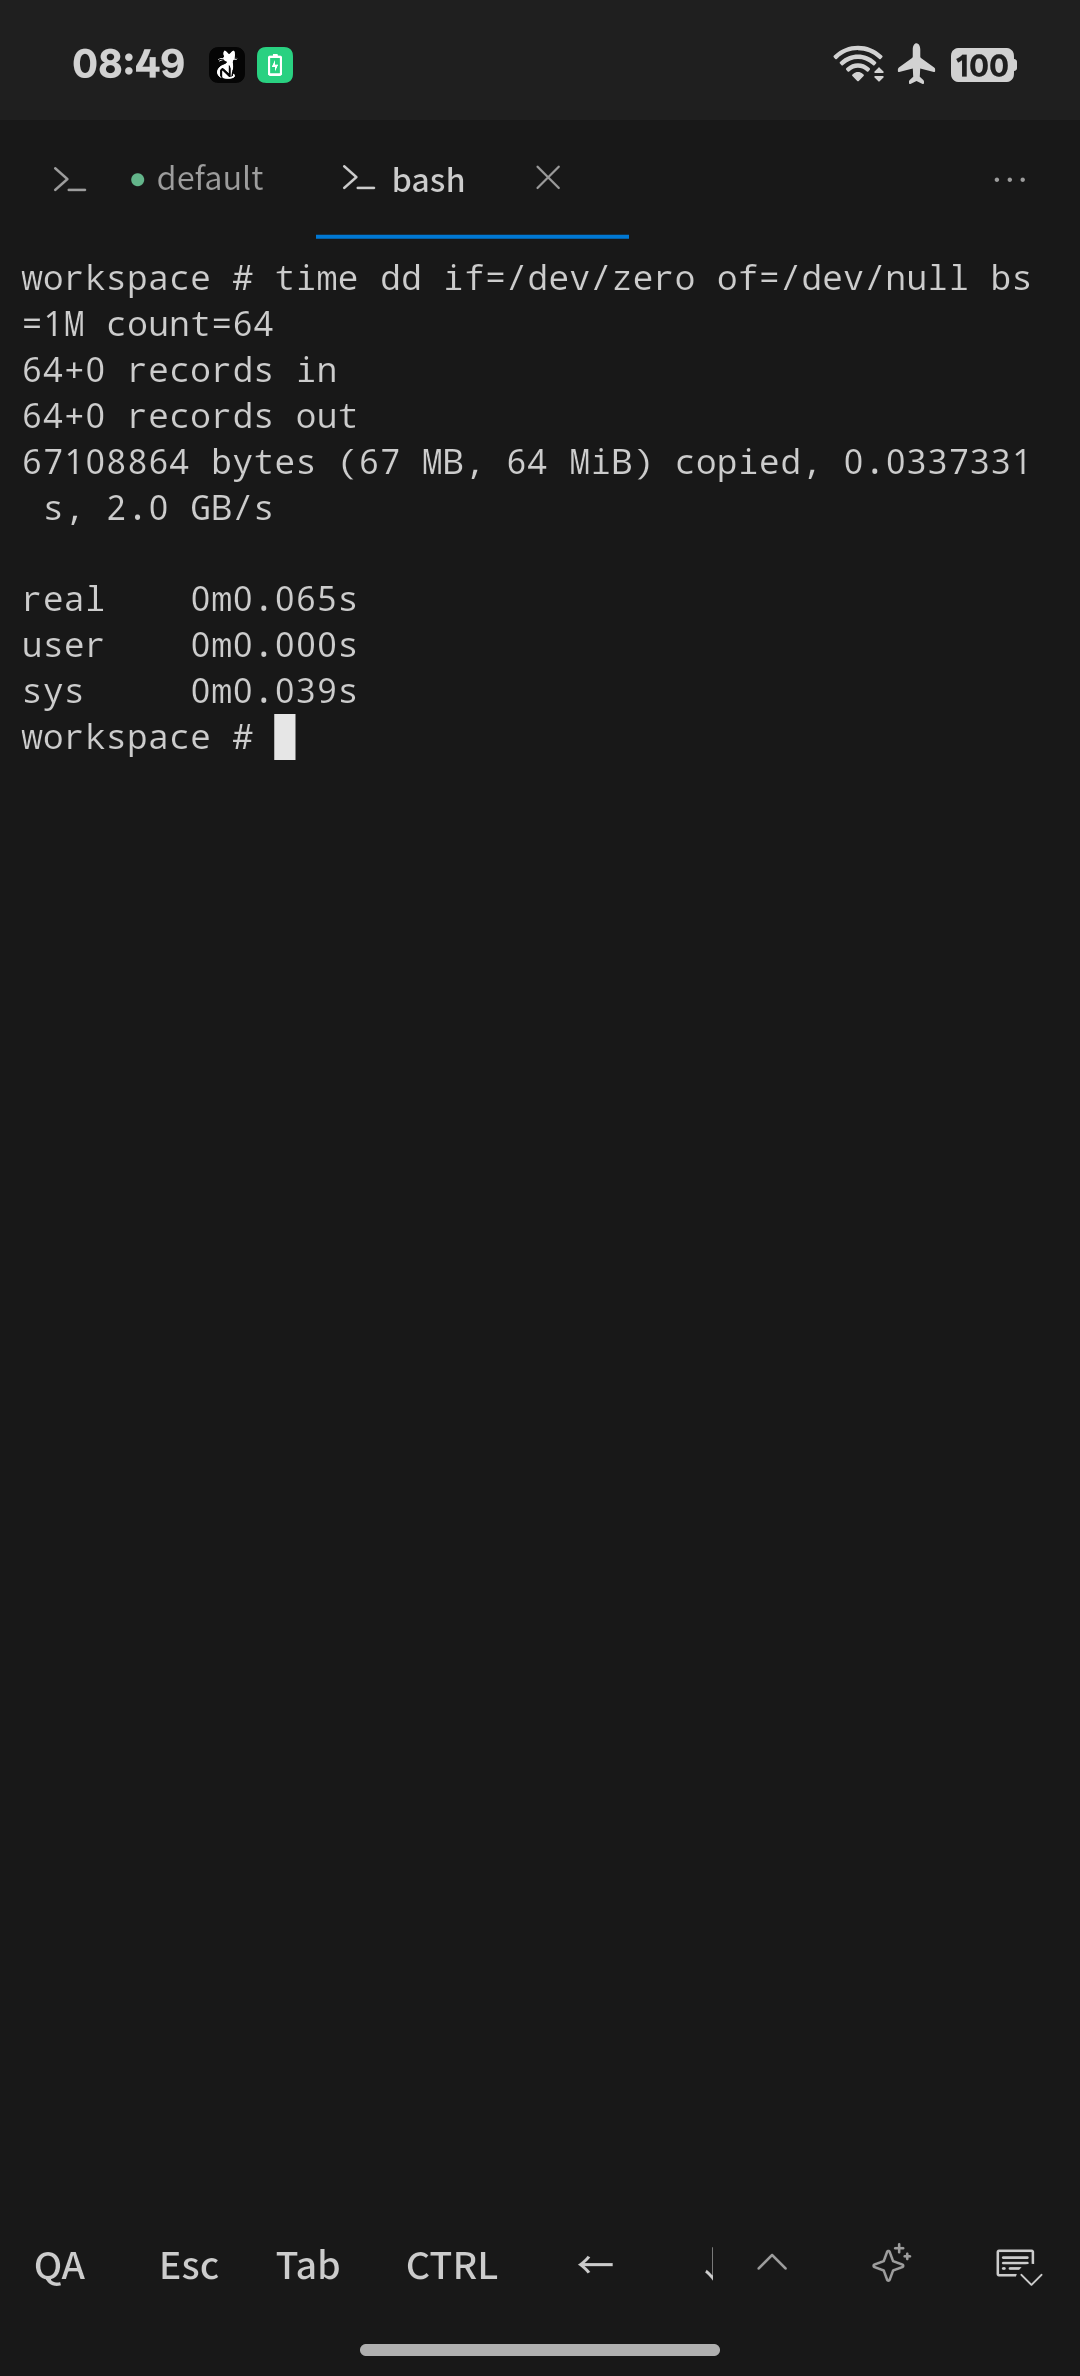 08:49 100
default bash
workspace # time dd if=/dev/zero of=/dev/null bs
=1M count=64
64+0 records in
64+0 records out
67108864 bytes (67 MB, 64 MiB) copied, 0.0337331
 s, 2.0 GB/s

real    0m0.065s
user    0m0.000s
sys     0m0.039s
workspace #
QA Esc Tab CTRL ←